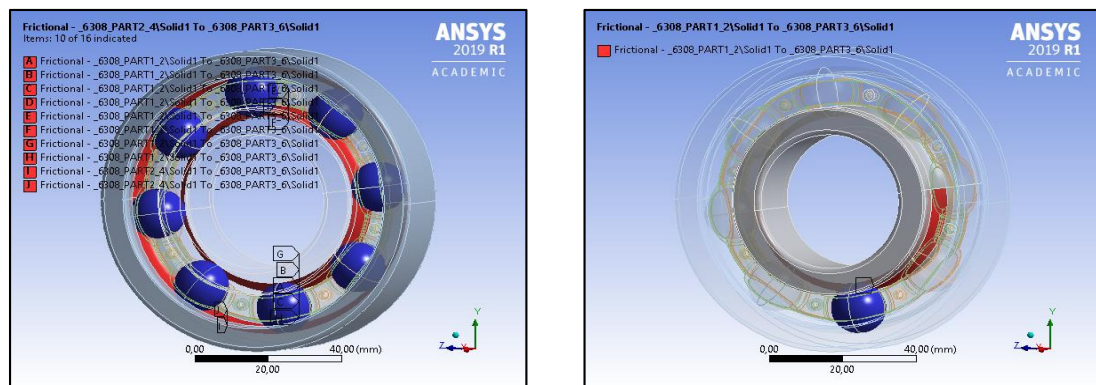 Frictional - _6308_PART2_4\Solid1 To _6308_PART3_6\Solid1
Items: 10 of 16 indicated
A Frictional - _6308_PART1_2\Solid1 To _6308_PART3_6\Solid1
B Frictional - _6308_PART1_2\Solid1 To _6308_PART3_6\Solid1
C Frictional - _6308_PART1_2\Solid3 To _6308_PART3_6\Solid1
D Frictional - _6308_PART1_2\Solid1 To _6308_PART3_6\Solid1
E Frictional - _6308_PART1_2\Solid1 To _6308_PART3_6\Solid1
F Frictional - _6308_PART1_2\Solid1 To _6308_PART3_6\Solid1
G Frictional - _6308_PART1_2\Solid1 To _6308_PART3_6\Solid1
H Frictional - _6308_PART1_2\Solid1 To _6308_PART3_6\Solid1
I Frictional - _6308_PART2_4\Solid1 To _6308_PART3_6\Solid1
J Frictional - _6308_PART2_4\Solid1 To _6308_PART3_6\Solid1
ANSYS
2019 R1
ACADEMIC
G
B
Y
Z
X
0,00 40,00 (mm)
20,00
Frictional - _6308_PART1_2\Solid1 To _6308_PART3_6\Solid1
Frictional - _6308_PART1_2\Solid1 To _6308_PART3_6\Solid1
ANSYS
2019 R1
ACADEMIC
Y
Z
X
0,00 40,00 (mm)
20,00